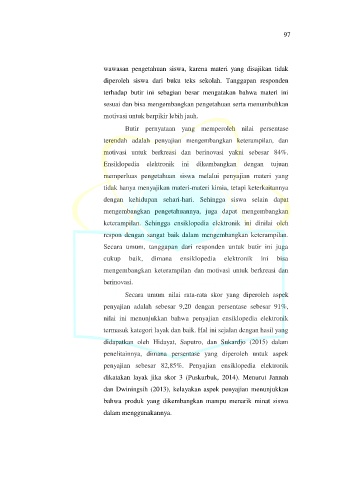 97
wawasan pengetahuan siswa, karena materi yang disajikan tidak
diperoleh siswa dari buku teks sekolah. Tanggapan responden
terhadap butir ini sebagian besar mengatakan bahwa materi ini
sesuai dan bisa mengembangkan pengetahuan serta menumbuhkan
motivasi untuk berpikir lebih jauh.
Butir pernyataan yang memperoleh nilai persentase
terendah adalah penyajian mengembangkan keterampilan, dan
motivasi untuk berkreasi dan berinovasi yakni sebesar 84%.
Ensiklopedia elektronik ini dikembangkan dengan tujuan
memperluas pengetahuan siswa melalui penyajian materi yang
tidak hanya menyajikan materi-materi kimia, tetapi keterkaitannya
dengan kehidupan sehari-hari. Sehingga siswa selain dapat
mengembangkan pengetahuannya, juga dapat mengembangkan
keterampilan. Sehingga ensiklopedia elektronik ini dinilai oleh
respon dengan sangat baik dalam mengembangkan keterampilan.
Secara umum, tanggapan dari responden untuk butir ini juga
cukup baik, dimana ensiklopedia elektronik ini bisa
mengembangkan keterampilan dan motivasi untuk berkreasi dan
berinovasi.
Secara umum nilai rata-rata skor yang diperoleh aspek
penyajian adalah sebesar 9,20 dengan persentase sebesar 91%,
nilai ini menunjukkan bahwa penyajian ensiklopedia elektronik
termasuk kategori layak dan baik. Hal ini sejalan dengan hasil yang
didapatkan oleh Hidayat, Saputro, dan Sukardjo (2015) dalam
penelitainnya, dimana persentase yang diperoleh untuk aspek
penyajian sebesar 82,85%. Penyajian ensiklopedia elektronik
dikatakan layak jika skor 3 (Puskurbuk, 2014). Menurut Jannah
dan Dwiningsih (2013), kelayakan aspek penyajian menunjukkan
bahwa produk yang dikembangkan mampu menarik minat siswa
dalam menggunakannya.